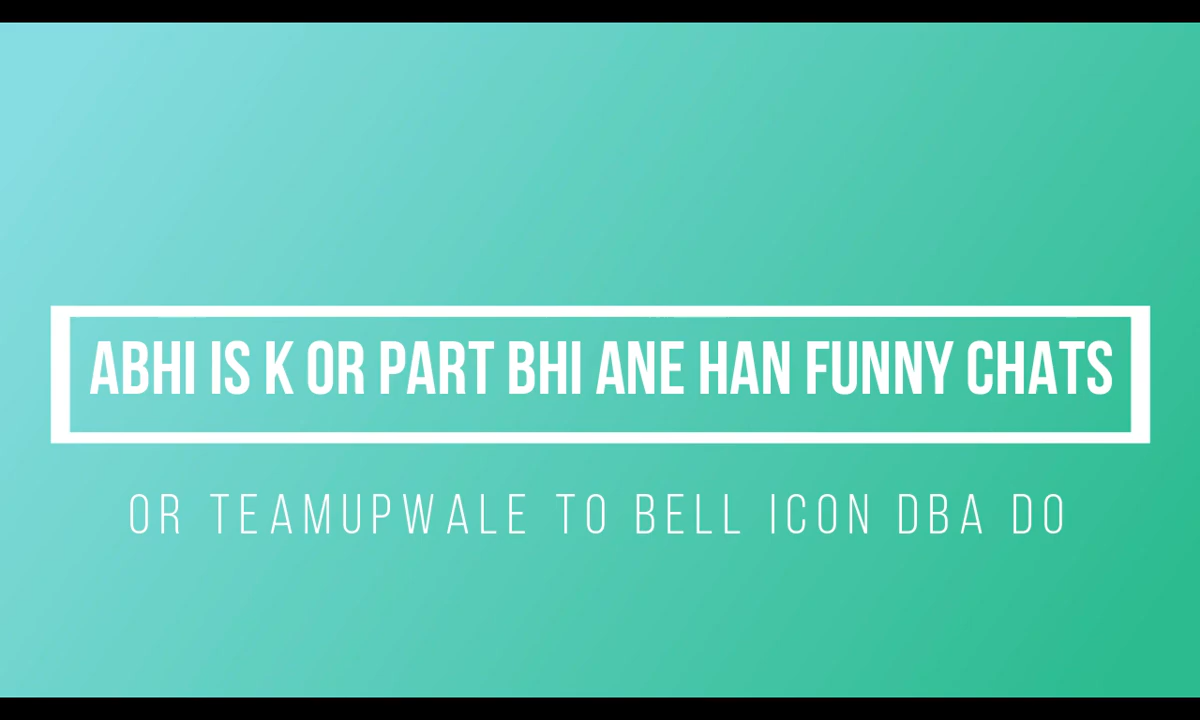 ABHI IS K OR PART BHI ANE HAN FUNNY CHATS
OR TEAMUPWALE TO BELL ICON DBA DO